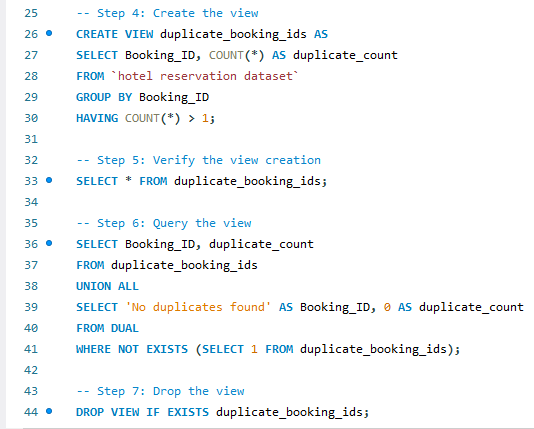 25 -- Step 4: Create the view
26 CREATE VIEW duplicate_booking_ids AS
27 SELECT Booking_ID, COUNT(*) AS duplicate_count
28 FROM `hotel reservation dataset`
29 GROUP BY Booking_ID
30 HAVING COUNT(*) > 1;
31
32 -- Step 5: Verify the view creation
33 SELECT * FROM duplicate_booking_ids;
34
35 -- Step 6: Query the view
36 SELECT Booking_ID, duplicate_count
37 FROM duplicate_booking_ids
38 UNION ALL
39 SELECT 'No duplicates found' AS Booking_ID, 0 AS duplicate_count
40 FROM DUAL
41 WHERE NOT EXISTS (SELECT 1 FROM duplicate_booking_ids);
42
43 -- Step 7: Drop the view
44 DROP VIEW IF EXISTS duplicate_booking_ids;